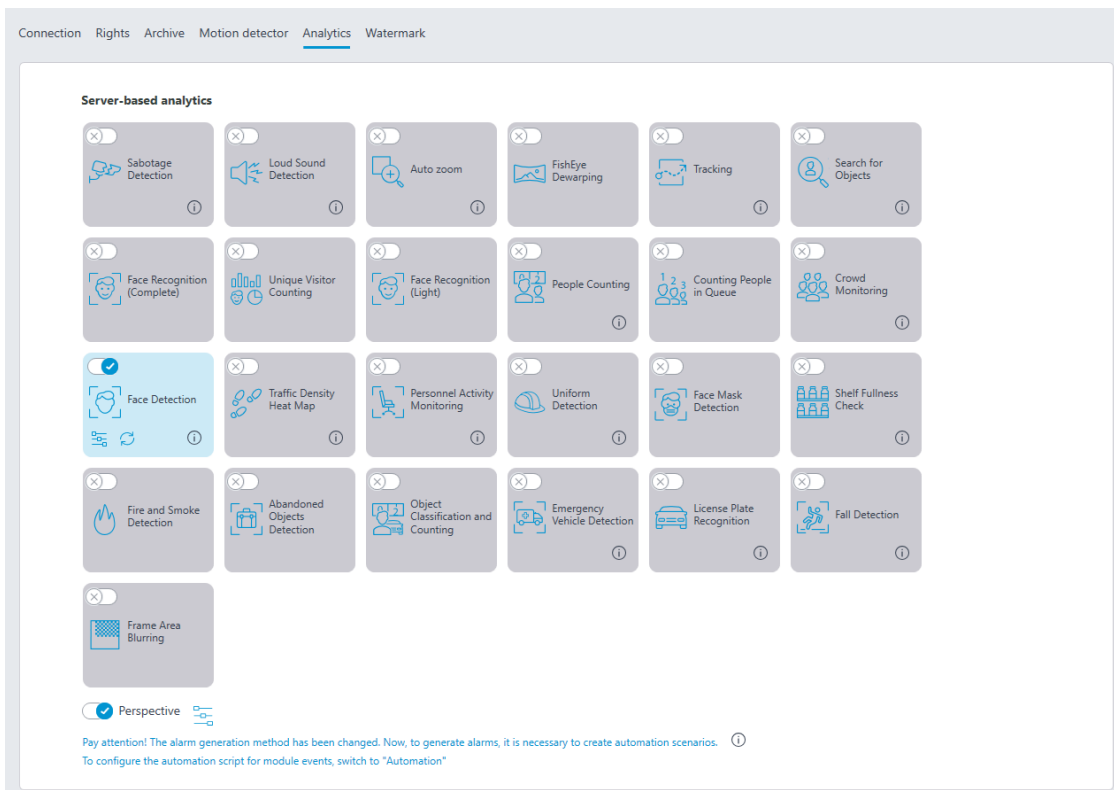 Connection Rights Archive Motion detector Analytics Watermark
Server-based analytics
Sabotage
Detection
Loud Sound
Detection
Auto zoom
FishEye
Dewarping
Tracking
Search for
Objects
Face Recognition
(Complete)
Unique Visitor
Counting
Face Recognition
(Light)
People Counting
Counting People
in Queue
Crowd
Monitoring
Face Detection
Traffic Density
Heat Map
Personnel Activity
Monitoring
Uniform
Detection
Face Mask
Detection
Shelf Fullness
Check
Fire and Smoke
Detection
Abandoned
Objects
Detection
Object
Classification and
Counting
Emergency
Vehicle Detection
License Plate
Recognition
Fall Detection
Frame Area
Blurring
Perspective
Pay attention! The alarm generation method has been changed. Now, to generate alarms, it is necessary to create automation scenarios.
To configure the automation script for module events, switch to "Automation"